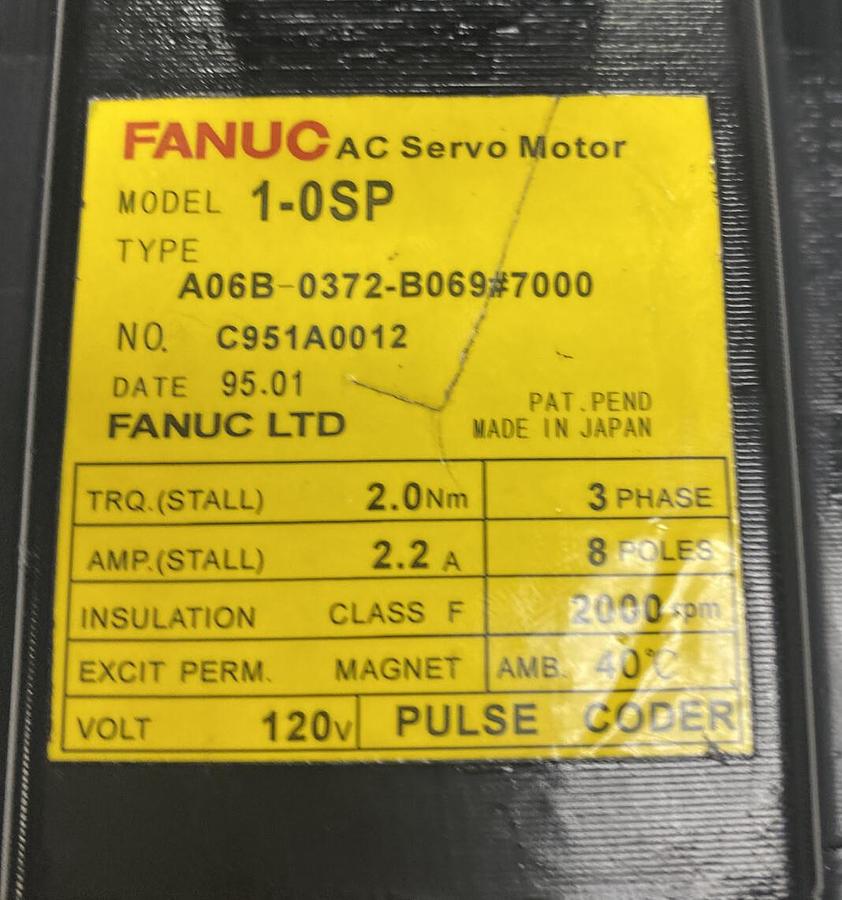 FANUC AC Servo Motor
MODEL 1-0SP
TYPE
A06B-0372-B069#7000
NO. C951A0012
DATE 95.01
PAT.PEND
FANUC LTD MADE IN JAPAN
TRQ.(STALL) 2.0Nm 3 PHASE
AMP.(STALL) 2.2 A 8 POLES
INSULATION CLASS F 2000 rpm
EXCIT PERM. MAGNET AMB. 40°C
VOLT 120V PULSE CODER